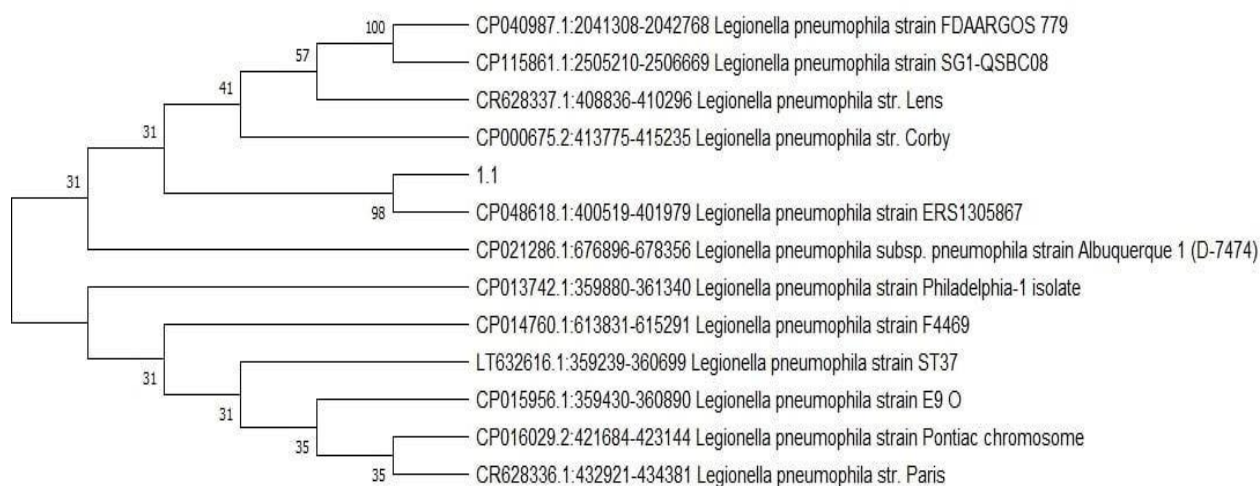 100
CP040987.1:2041308-2042768 Legionella pneumophila strain FDAARGOS 779
57
CP115861.1:2505210-2506669 Legionella pneumophila strain SG1-QSBC08
41
CR628337.1:408836-410296 Legionella pneumophila str. Lens
31
CP000675.2:413775-415235 Legionella pneumophila str. Corby
31
1.1
98
CP048618.1:400519-401979 Legionella pneumophila strain ERS1305867
CP021286.1:676896-678356 Legionella pneumophila subsp. pneumophila strain Albuquerque 1 (D-7474)
CP013742.1:359880-361340 Legionella pneumophila strain Philadelphia-1 isolate
CP014760.1:613831-615291 Legionella pneumophila strain F4469
31
LT632616.1:359239-360699 Legionella pneumophila strain ST37
31
CP015956.1:359430-360890 Legionella pneumophila strain E9 O
35
CP016029.2:421684-423144 Legionella pneumophila strain Pontiac chromosome
35
CR628336.1:432921-434381 Legionella pneumophila str. Paris